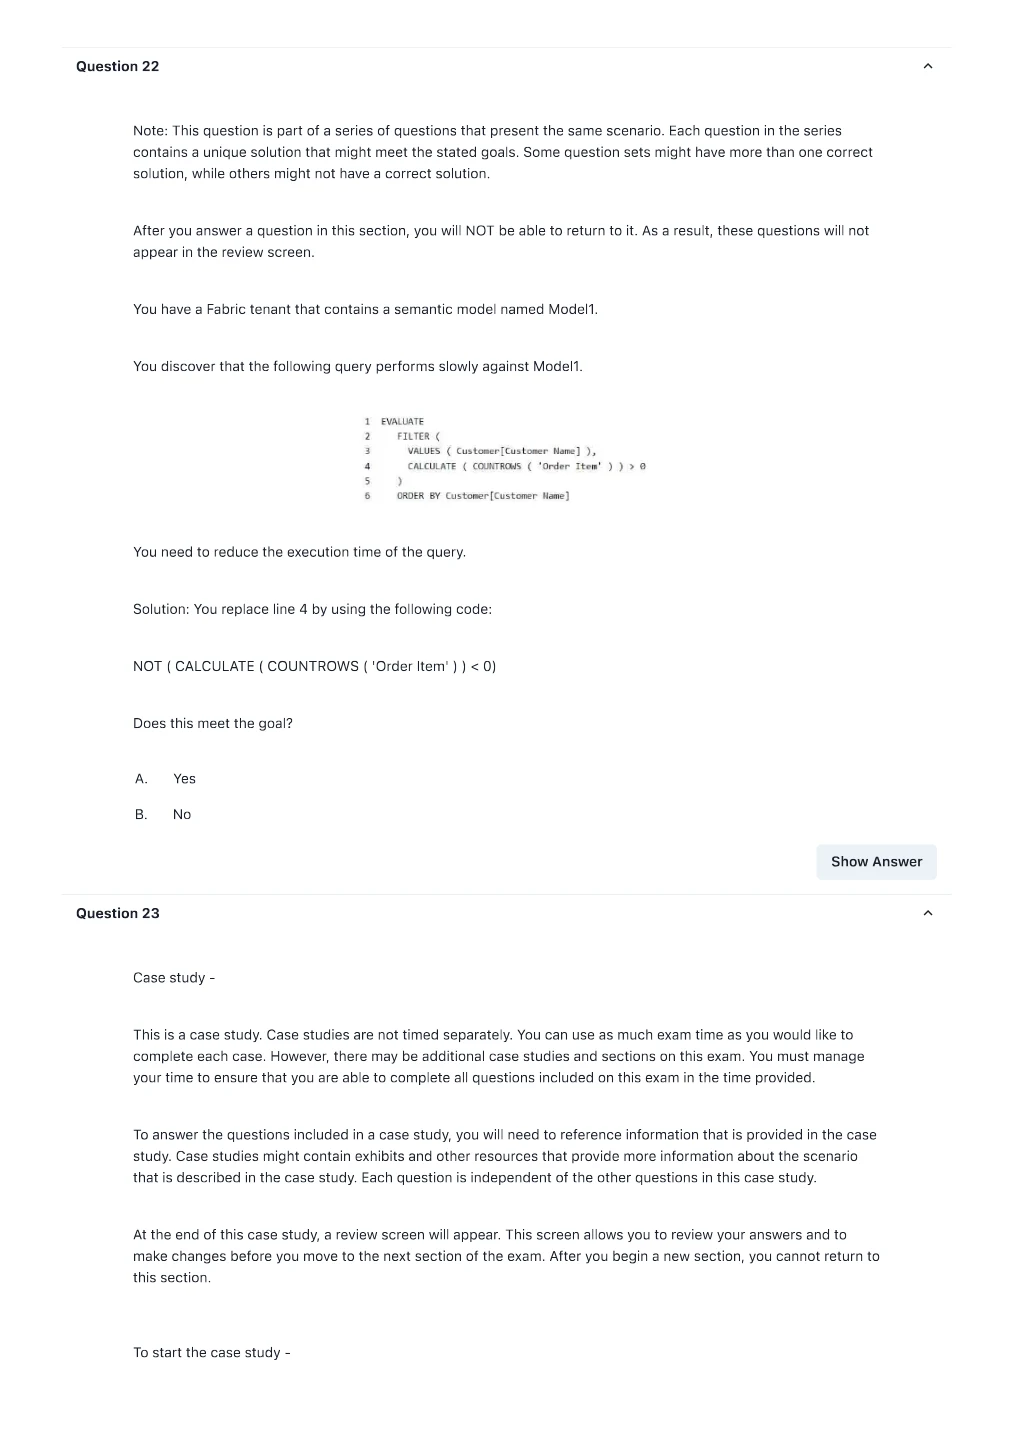 Question 22
Note: This question is part of a series of questions that present the same scenario. Each question in the series
contains a unique solution that might meet the stated goals. Some question sets might have more than one correct
solution, while others might not have a correct solution.
After you answer a question in this section, you will NOT be able to return to it. As a result, these questions will not
appear in the review screen.
You have a Fabric tenant that contains a semantic model named Model1.
You discover that the following query performs slowly against Model1.
1 EVALUATE
2 FILTER (
3 VALUES ( Customer[Customer Name] ),
4 CALCULATE ( COUNTROWS ( 'Order Item' ) ) > 0
5 )
6 ORDER BY Customer[Customer Name]
You need to reduce the execution time of the query.
Solution: You replace line 4 by using the following code:
NOT ( CALCULATE ( COUNTROWS ( 'Order Item' ) ) < 0)
Does this meet the goal?
A. Yes
B. No
Show Answer
Question 23
Case study -
This is a case study. Case studies are not timed separately. You can use as much exam time as you would like to
complete each case. However, there may be additional case studies and sections on this exam. You must manage
your time to ensure that you are able to complete all questions included on this exam in the time provided.
To answer the questions included in a case study, you will need to reference information that is provided in the case
study. Case studies might contain exhibits and other resources that provide more information about the scenario
that is described in the case study. Each question is independent of the other questions in this case study.
At the end of this case study, a review screen will appear. This screen allows you to review your answers and to
make changes before you move to the next section of the exam. After you begin a new section, you cannot return to
this section.
To start the case study -